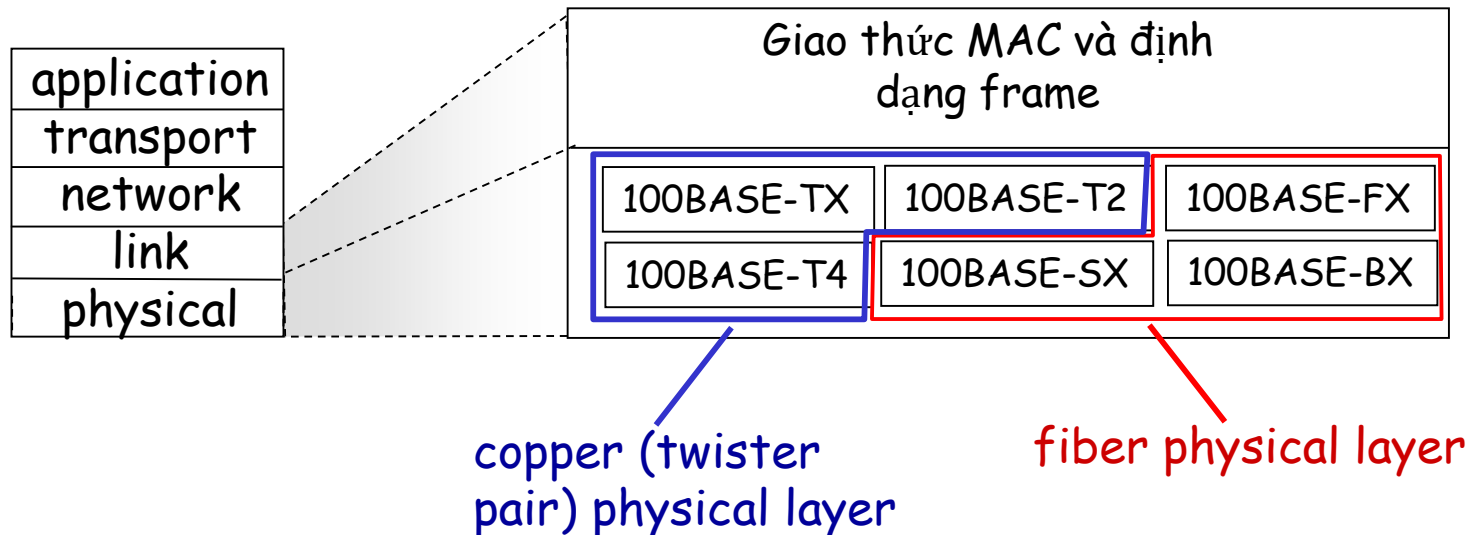 application
transport
network
link
physical
Giao thức MAC và định
dạng frame
100BASE-TX
100BASE-T2
100BASE-FX
100BASE-T4
100BASE-SX
100BASE-BX
copper (twister
pair) physical layer
fiber physical layer